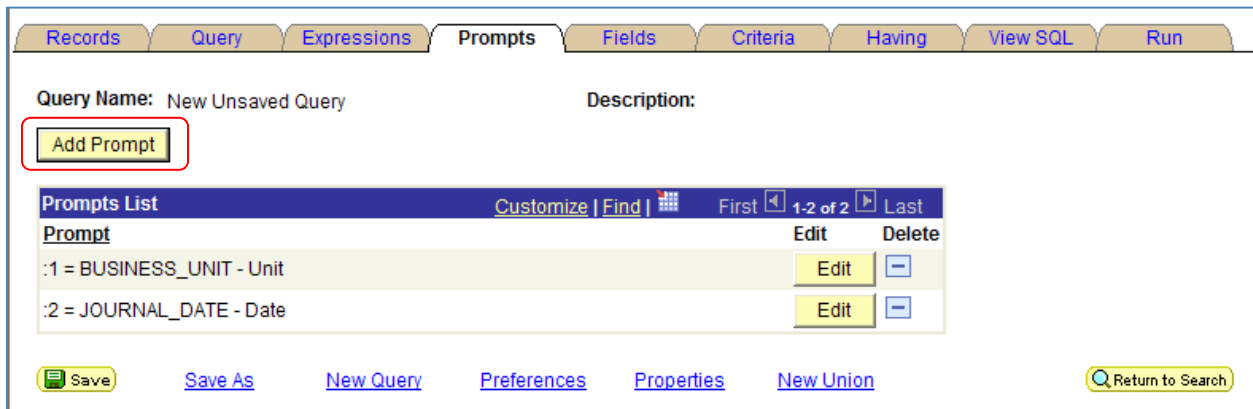 Records Query Expressions Prompts Fields Criteria Having View SQL Run
Query Name: New Unsaved Query Description:
Add Prompt
Prompts List Customize | Find | First 1-2 of 2 Last
Prompt Edit Delete
:1 = BUSINESS_UNIT - Unit Edit
:2 = JOURNAL_DATE - Date Edit
Save Save As New Query Preferences Properties New Union Return to Search